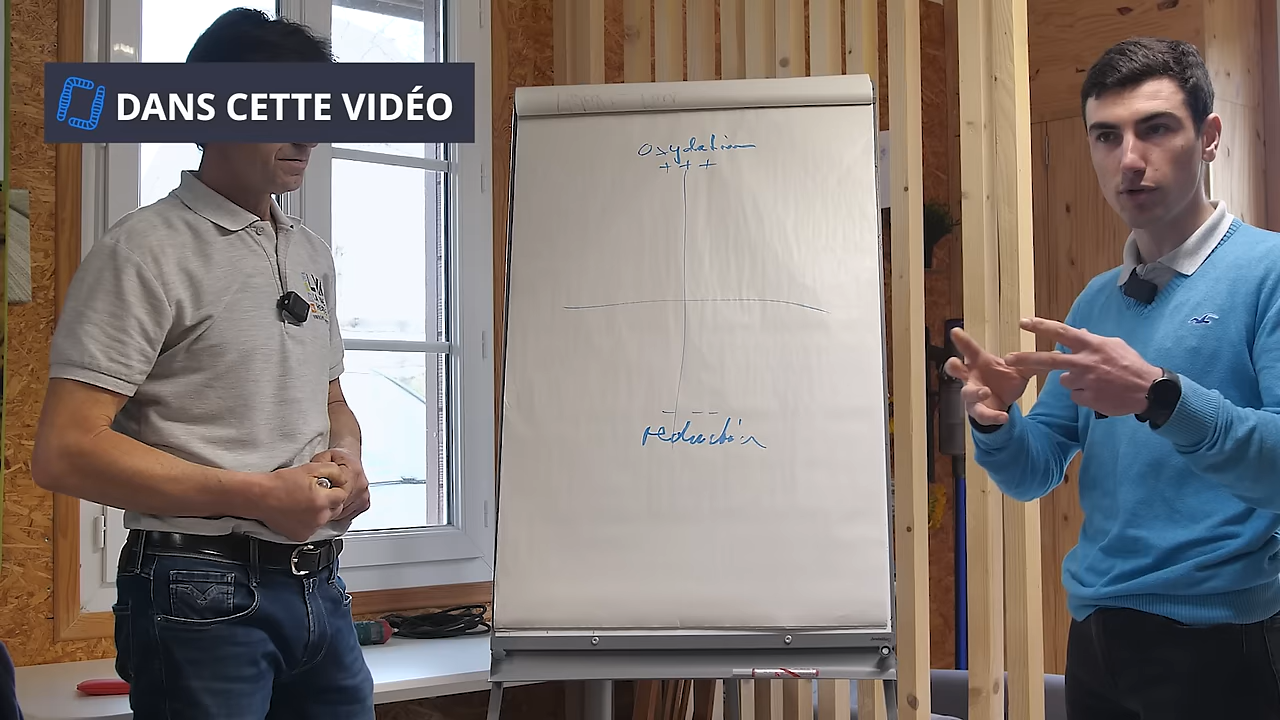 DANS CETTE VIDÉO
oxydation
+ + +
- - -
réduction